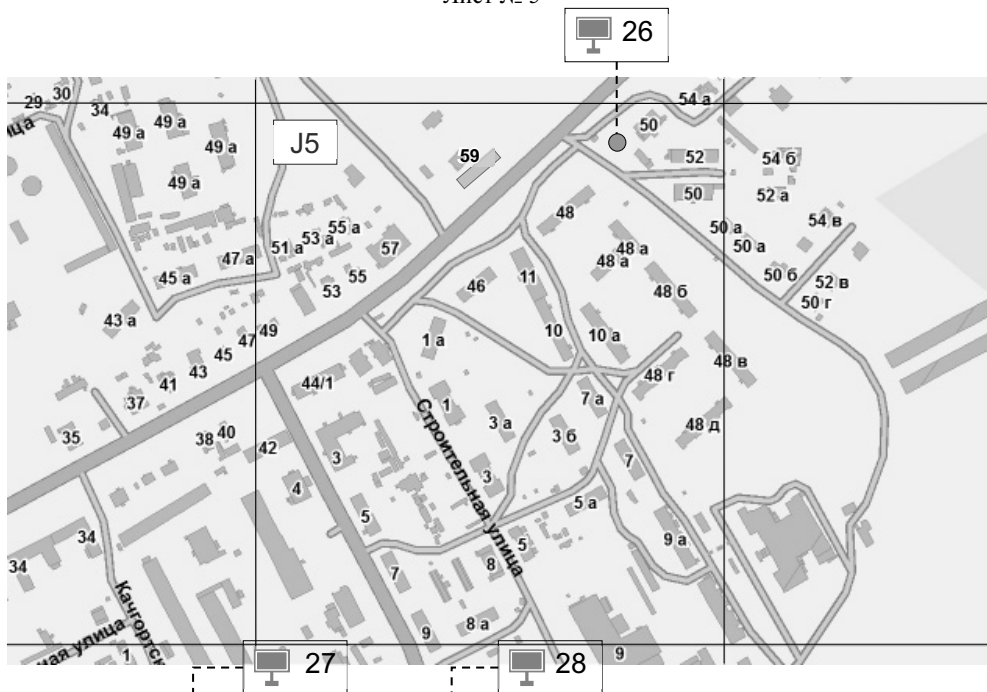 26
29
30
34
54 а
49 а
49 а
50
ица
49 а
J5
59
52
54 б
49 а
50
52 а
48
54 в
55 а
50 а
53 а
51 а
57
48 а
50 а
47 а
48 а
45 а
55
11
50 б
53
46
48 б
52 в
50 г
43 а
49
10
10 а
47
1 а
45
48 в
43
44/1
48 г
41
7 а
37
1
Строительная улица
3 а
48 д
35
38
40
3 б
42
3
7
3
4
5
5 а
34
5
9 а
34
8
7
Качгортск
8 а
ная улица
9
1
9
27
28